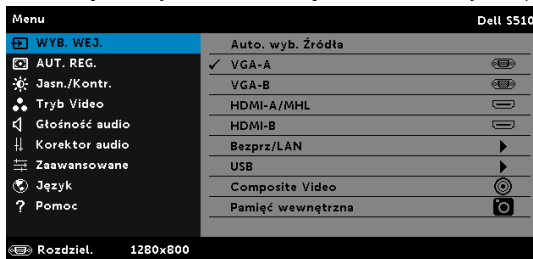 Menu Dell S510
WYB. WEJ. Auto. wyb. Źródła
AUT. REG. ✓ VGA-A
Jasn./Kontr. VGA-B
Tryb Video HDMI-A/MHL
Głośność audio HDMI-B
Korektor audio Bezprz/LAN
Zaawansowane USB
Język Composite Video
? Pomoc Pamięć wewnętrzna
Rozdziel. 1280x800